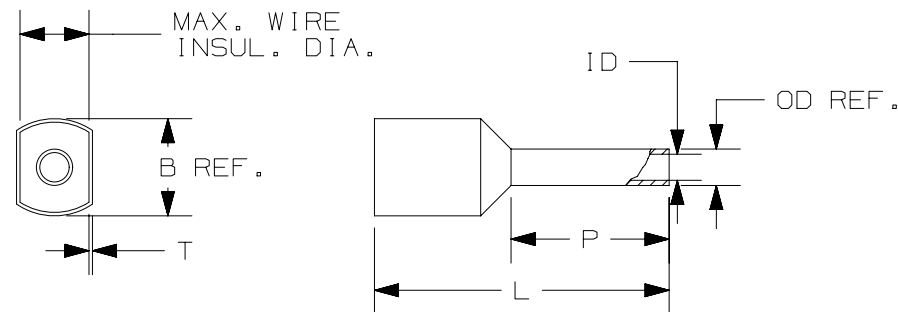 MAX. WIRE
INSUL. DIA.
ID
OD REF.
B REF.
T
P
L